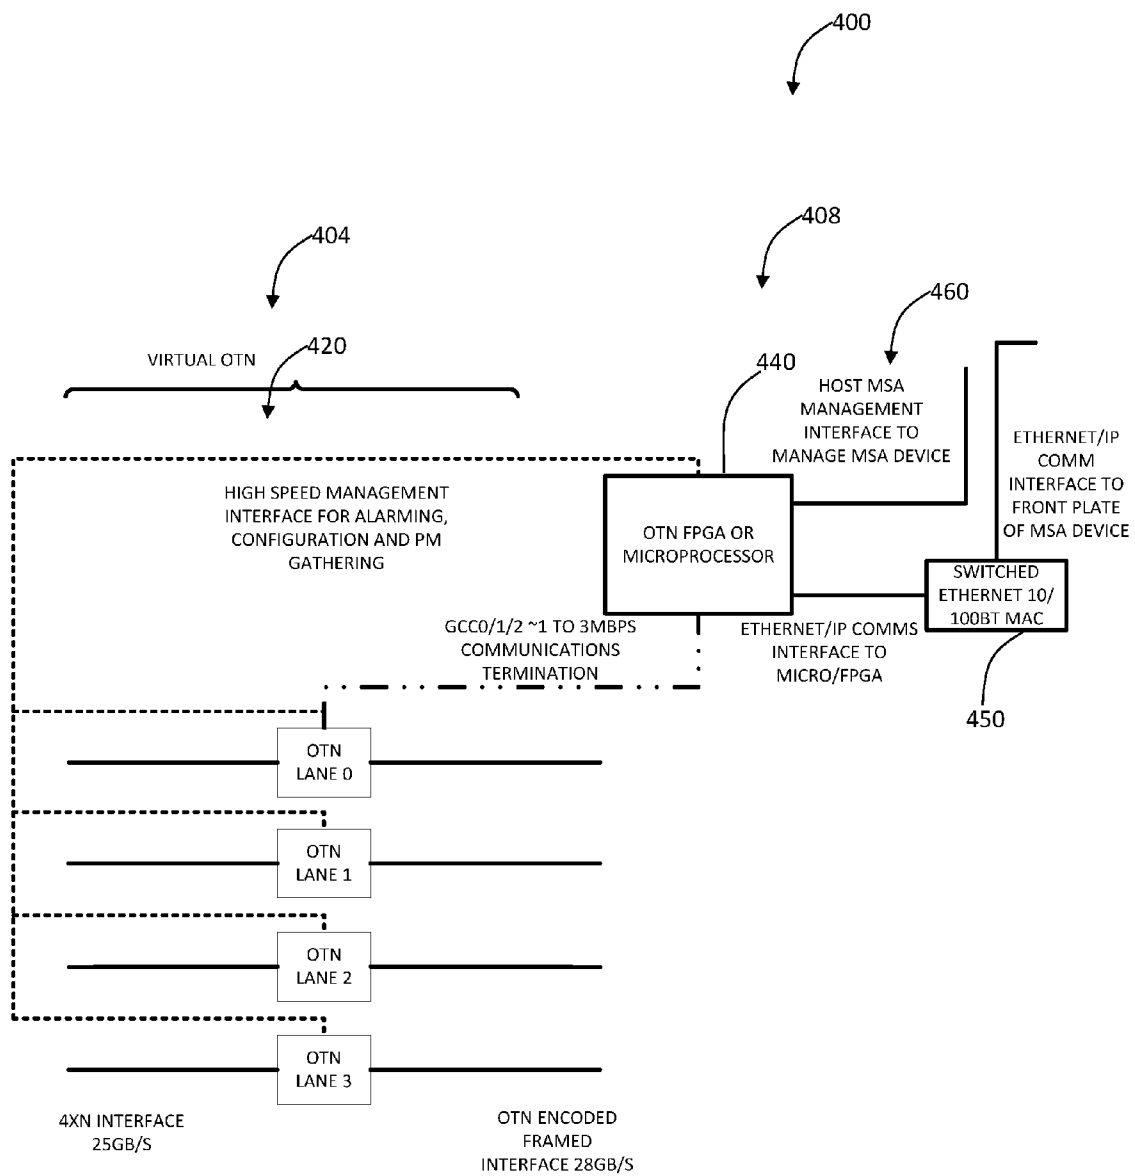 400
408
404
460
VIRTUAL OTN
420
440
HOST MSA
MANAGEMENT
INTERFACE TO
MANAGE MSA DEVICE
ETHERNET/IP
COMM
INTERFACE TO
FRONT PLATE
OF MSA DEVICE
HIGH SPEED MANAGEMENT
INTERFACE FOR ALARMING,
CONFIGURATION AND PM
GATHERING
OTN FPGA OR
MICROPROCESSOR
SWITCHED
ETHERNET 10/
100BT MAC
GCC0/1/2 ~1 TO 3MBPS
COMMUNICATIONS
TERMINATION
ETHERNET/IP COMMS
INTERFACE TO
MICRO/FPGA
450
OTN
LANE 0
OTN
LANE 1
OTN
LANE 2
OTN
LANE 3
4XN INTERFACE
25GB/S
OTN ENCODED
FRAMED
INTERFACE 28GB/S